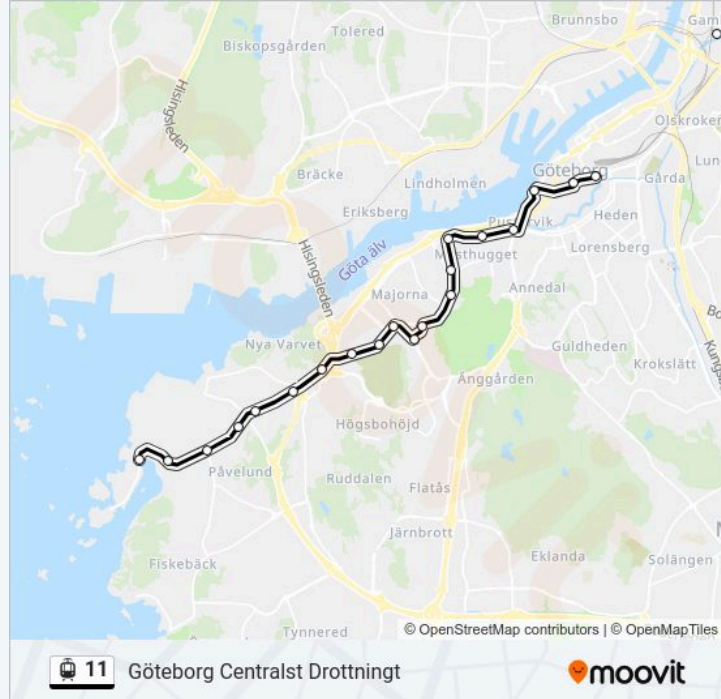 Brunnsbo
Gam
Tolered
Biskopsgården
Hisingsleden
Olskroken
Göteborg
Lun
Bräcke
Lindholmen
Gårda
Eriksberg
Heden
Hisingsleden
Göta älv
Lorensberg
Masthugget
Majorna
Annedal
Nya Varvet
Guldheden
Krokslätt
Kungs
Änggården
Högsbohöjd
Påvelund
Ruddalen
Flatås
Järnbrott
Eklanda
Solängen
Fiskebäck
Tynnered
© OpenStreetMap contributors | © OpenMapTiles
11 Göteborg Centralst Drottningt
moovit